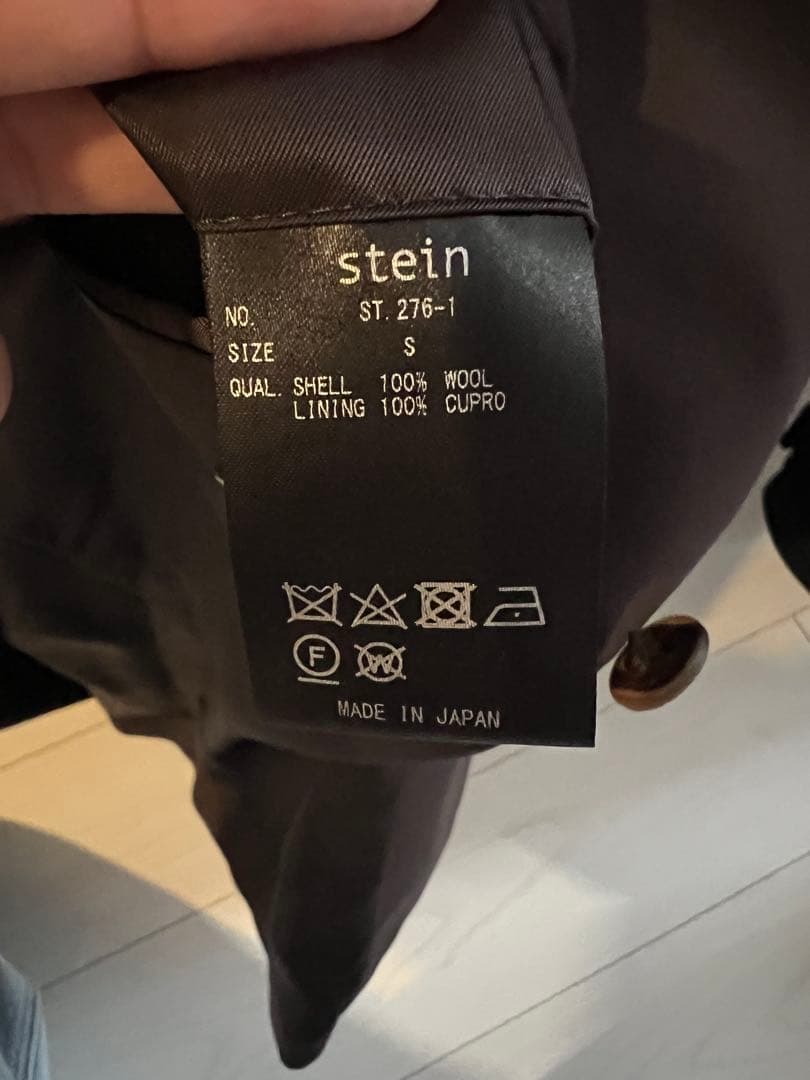 stein
NO. ST.276-1
SIZE S
QUAL. SHELL 100% WOOL
LINING 100% CUPRO
F W
MADE IN JAPAN